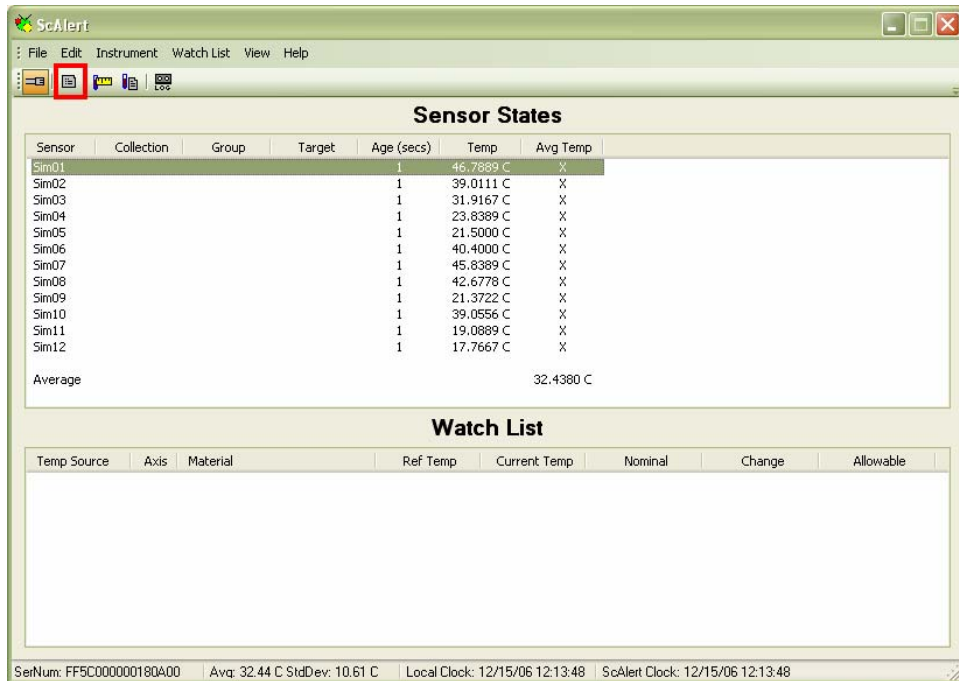 ScAlert
File Edit Instrument Watch List View Help
Sensor States
Sensor Collection Group Target Age (secs) Temp Avg Temp
Sim01 1 46.7889 C X
Sim02 1 39.0111 C X
Sim03 1 31.9167 C X
Sim04 1 23.8389 C X
Sim05 1 21.5000 C X
Sim06 1 40.4000 C X
Sim07 1 45.8389 C X
Sim08 1 42.6778 C X
Sim09 1 21.3722 C X
Sim10 1 39.0556 C X
Sim11 1 19.0889 C X
Sim12 1 17.7667 C X
Average 32.4380 C
Watch List
Temp Source Axis Material Ref Temp Current Temp Nominal Change Allowable
SerNum: FF5C000000180A00 Avg: 32.44 C StdDev: 10.61 C Local Clock: 12/15/06 12:13:48 ScAlert Clock: 12/15/06 12:13:48